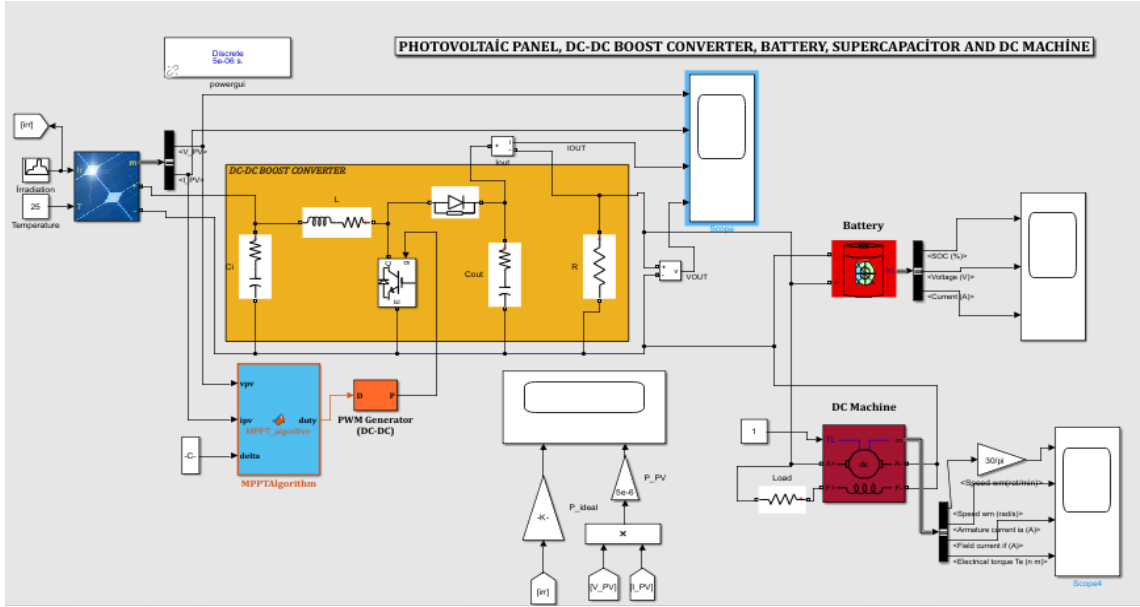 PHOTOVOLTAİC PANEL, DC-DC BOOST CONVERTER, BATTERY, SUPERCAPACİTOR AND DC MACHİNE
Discrete
5e-06 s.
powergui
[irr]
İrradiation
25
Temperature
Ir
T
m
+
-
<V_PV>
<I_PV>
DC-DC BOOST CONVERTER
L
Ci
Cout
R
Iout
IOUT
VOUT
Scope
Battery
m
<SOC (%)>
<Voltage (V)>
<Current (A)>
vpv
ipv
delta
duty
MPPT_algorithm
MPPTAlgorithm
-C-
D
P
PWM Generator
(DC-DC)
-K-
P_ideal
[irr]
5e-6
P_PV
×
[V_PV]
[I_PV]
DC Machine
1
TL
m
A+
dc
A-
F+
F-
Load
30/pi
<Speed wm(rot/min)>
<Speed wm (rad/s)>
<Armature current ia (A)>
<Field current if (A)>
<Electrical torque Te (n m)>
Scope4